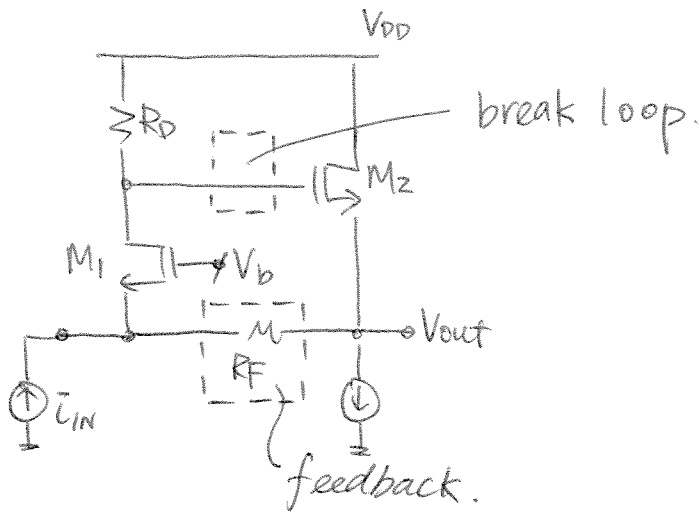 VDD
break loop.
RD
M2
M1
Vb
Vout
RF
iIN
feedback.